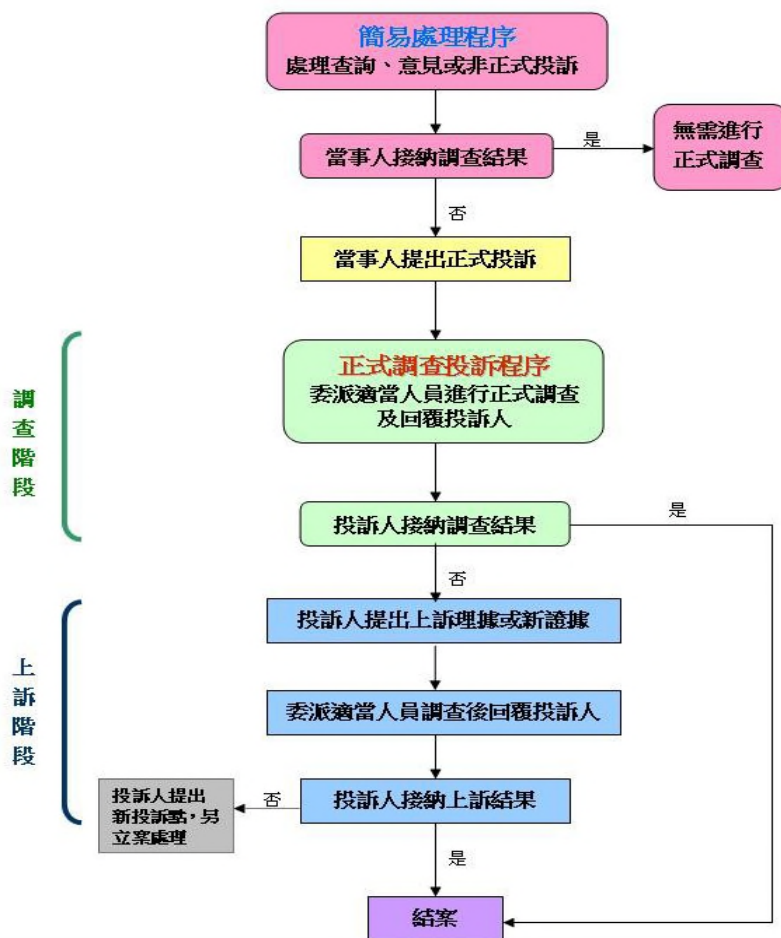 簡易處理程序
處理查詢、意見或非正式投訴
當事人接納調查結果
是
無需進行
正式調查
否
當事人提出正式投訴
調查階段
正式調查投訴程序
委派適當人員進行正式調查
及回覆投訴人
投訴人接納調查結果
是
否
上訴階段
投訴人提出上訴理據或新證據
委派適當人員調查後回覆投訴人
投訴人接納上訴結果
否
投訴人提出
新投訴點，另
立案處理
是
結案